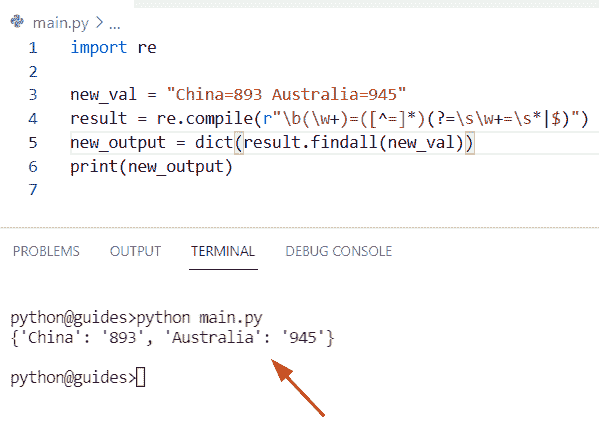 main.py > ...
1 import re
2
3 new_val = "China=893 Australia=945"
4 result = re.compile(r"\b(\w+)=([^=]*)(?=\s\w+=\s*|$)")
5 new_output = dict(result.findall(new_val))
6 print(new_output)
7
PROBLEMS OUTPUT TERMINAL DEBUG CONSOLE
python@guides>python main.py
{'China': '893', 'Australia': '945'}
python@guides>